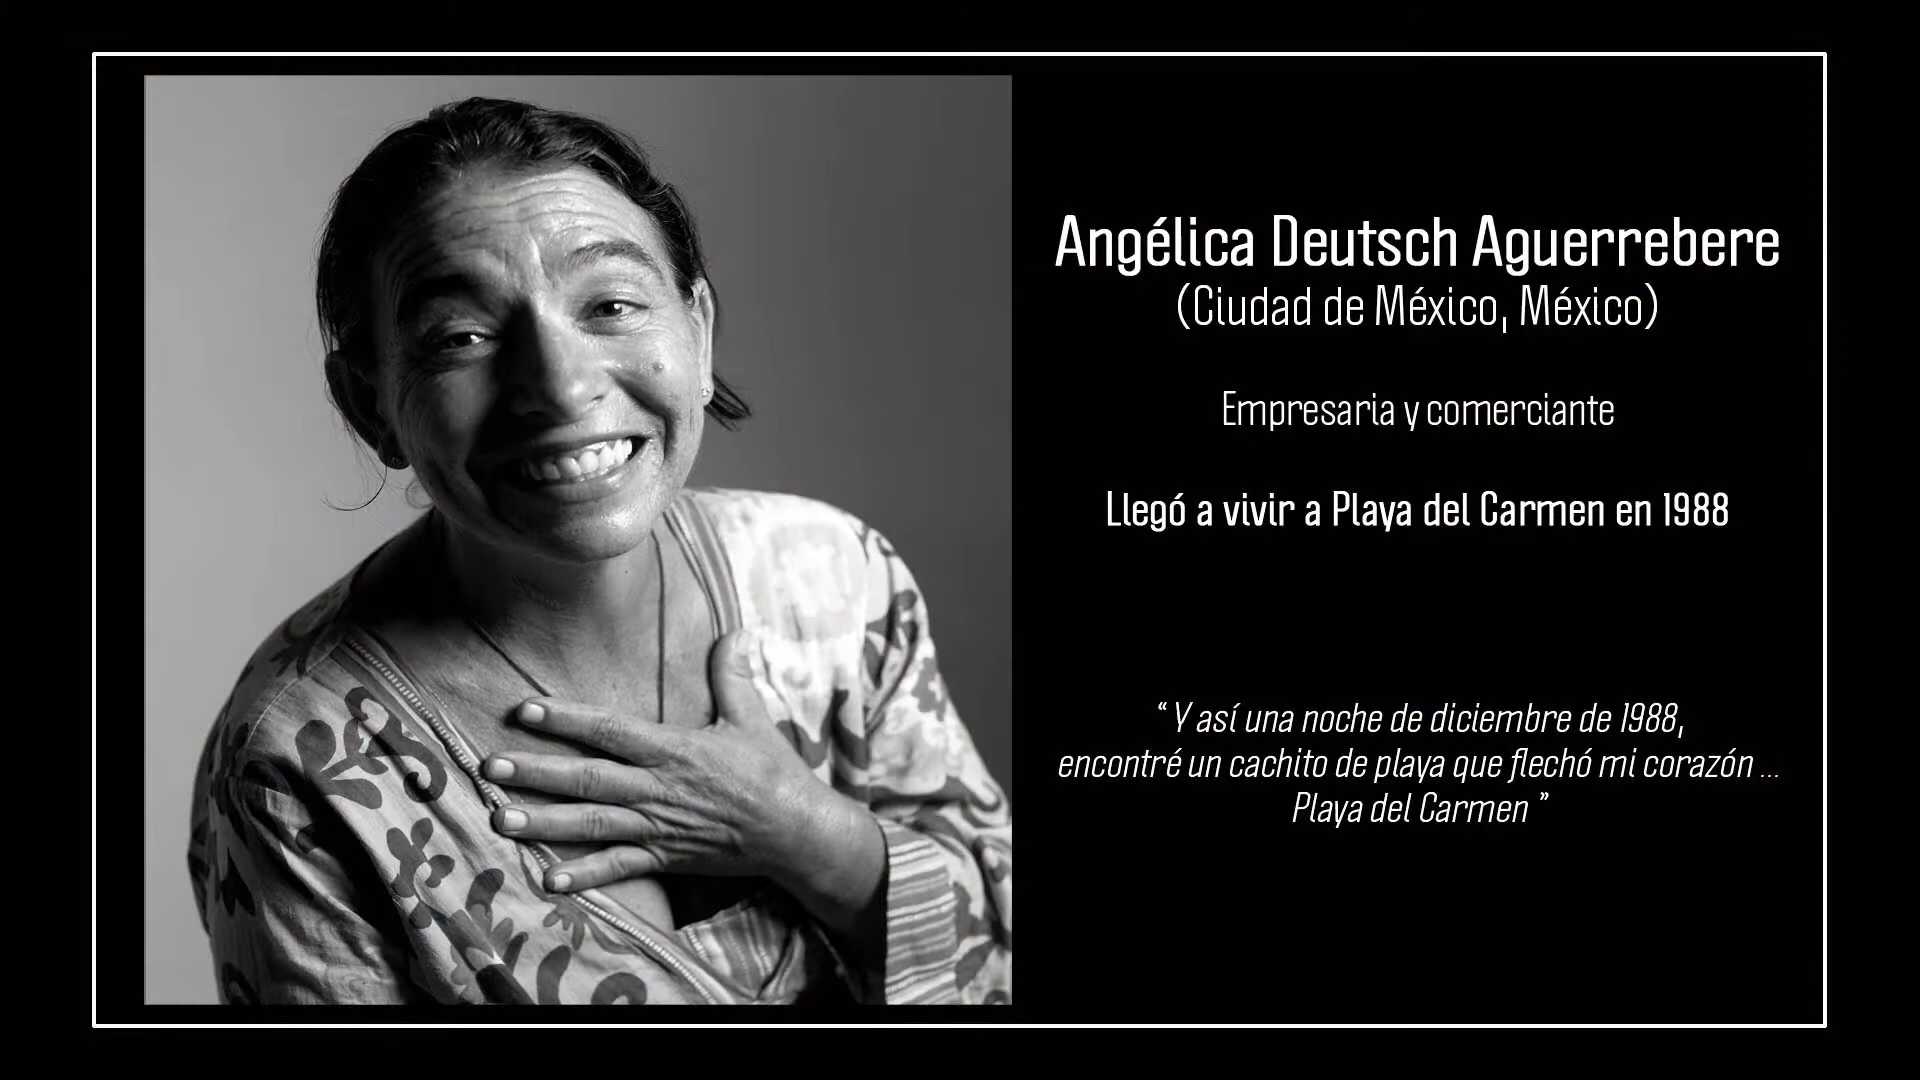 Angélica Deutsch Aguerrebere
(Ciudad de México, México)
Empresaria y comerciante
Llegó a vivir a Playa del Carmen en 1988
“ Y así una noche de diciembre de 1988,
encontré un cachito de playa que flechó mi corazón ...
Playa del Carmen ”